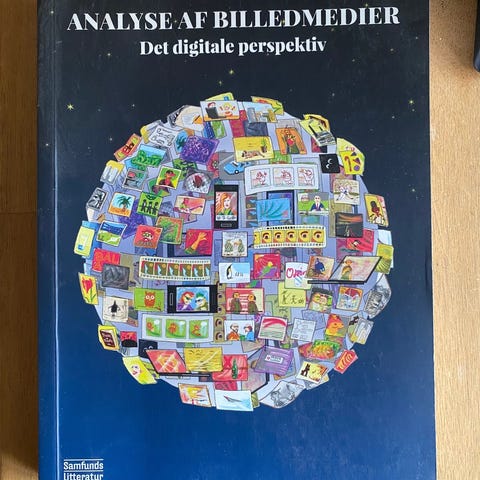 ANALYSE AF BILLEDMEDIER
Det digitale perspektiv
Samfunds
Litteratur